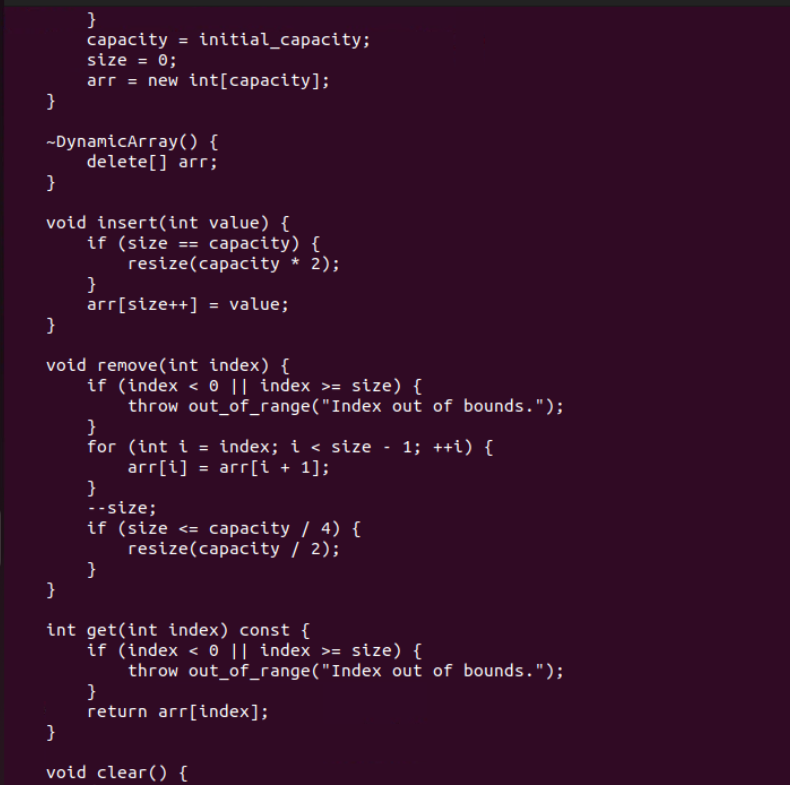 }
        capacity = initial_capacity;
        size = 0;
        arr = new int[capacity];
    }

    ~DynamicArray() {
        delete[] arr;
    }

    void insert(int value) {
        if (size == capacity) {
            resize(capacity * 2);
        }
        arr[size++] = value;
    }

    void remove(int index) {
        if (index < 0 || index >= size) {
            throw out_of_range("Index out of bounds.");
        }
        for (int i = index; i < size - 1; ++i) {
            arr[i] = arr[i + 1];
        }
        --size;
        if (size <= capacity / 4) {
            resize(capacity / 2);
        }
    }

    int get(int index) const {
        if (index < 0 || index >= size) {
            throw out_of_range("Index out of bounds.");
        }
        return arr[index];
    }

    void clear() {